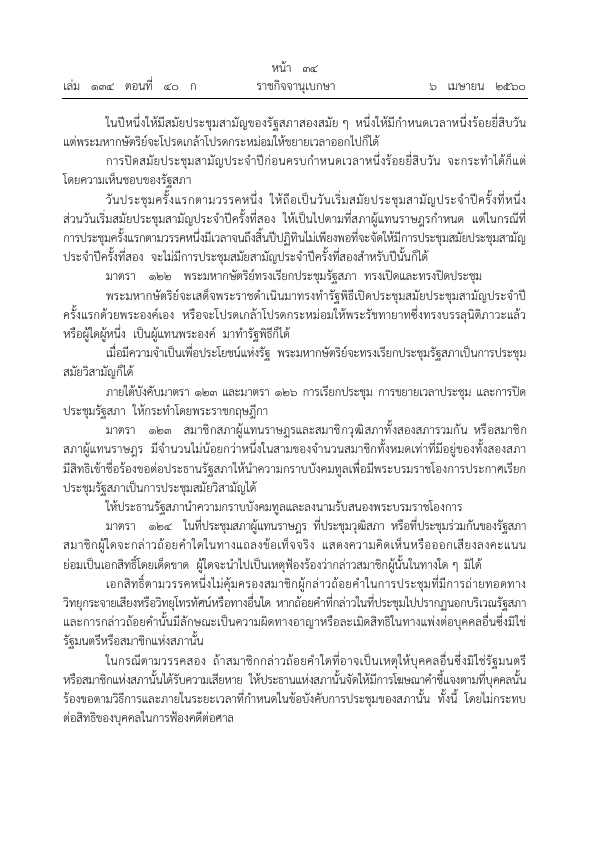 หน้า ๓๔
เล่ม ๑๓๔ ตอนที่ ๔๐ ก ราชกิจจานุเบกษา ๖ เมษายน ๒๕๖๐
ในปีหนึ่งให้มีสมัยประชุมสามัญของรัฐสภาสองสมัย ๆ หนึ่งให้มีกำหนดเวลาหนึ่งร้อยยี่สิบวัน
แต่พระมหากษัตริย์จะโปรดเกล้าโปรดกระหม่อมให้ขยายเวลาออกไปก็ได้
การปิดสมัยประชุมสามัญประจำปีก่อนครบกำหนดเวลาหนึ่งร้อยยี่สิบวัน จะกระทำได้ก็แต่
โดยความเห็นชอบของรัฐสภา
วันประชุมครั้งแรกตามวรรคหนึ่ง ให้ถือเป็นวันเริ่มสมัยประชุมสามัญประจำปีครั้งที่หนึ่ง
ส่วนวันเริ่มสมัยประชุมสามัญประจำปีครั้งที่สอง ให้เป็นไปตามที่สภาผู้แทนราษฎรกำหนด แต่ในกรณีที่
การประชุมครั้งแรกตามวรรคหนึ่งมีเวลาจนถึงสิ้นปีปฏิทินไม่เพียงพอที่จะจัดให้มีการประชุมสมัยประชุมสามัญ
ประจำปีครั้งที่สอง จะไม่มีการประชุมสมัยสามัญประจำปีครั้งที่สองสำหรับปีนั้นก็ได้
มาตรา ๑๒๒ พระมหากษัตริย์ทรงเรียกประชุมรัฐสภา ทรงเปิดและทรงปิดประชุม
พระมหากษัตริย์จะเสด็จพระราชดำเนินมาทรงทำรัฐพิธีเปิดประชุมสมัยประชุมสามัญประจำปี
ครั้งแรกด้วยพระองค์เอง หรือจะโปรดเกล้าโปรดกระหม่อมให้พระรัชทายาทซึ่งทรงบรรลุนิติภาวะแล้ว
หรือผู้ใดผู้หนึ่ง เป็นผู้แทนพระองค์ มาทำรัฐพิธีก็ได้
เมื่อมีความจำเป็นเพื่อประโยชน์แห่งรัฐ พระมหากษัตริย์จะทรงเรียกประชุมรัฐสภาเป็นการประชุม
สมัยวิสามัญก็ได้
ภายใต้บังคับมาตรา ๑๒๓ และมาตรา ๑๒๖ การเรียกประชุม การขยายเวลาประชุม และการปิด
ประชุมรัฐสภา ให้กระทำโดยพระราชกฤษฎีกา
มาตรา ๑๒๓ สมาชิกสภาผู้แทนราษฎรและสมาชิกวุฒิสภาทั้งสองสภารวมกัน หรือสมาชิก
สภาผู้แทนราษฎร มีจำนวนไม่น้อยกว่าหนึ่งในสามของจำนวนสมาชิกทั้งหมดเท่าที่มีอยู่ของทั้งสองสภา
มีสิทธิเข้าชื่อร้องขอต่อประธานรัฐสภาให้นำความกราบบังคมทูลเพื่อมีพระบรมราชโองการประกาศเรียก
ประชุมรัฐสภาเป็นการประชุมสมัยวิสามัญได้
ให้ประธานรัฐสภานำความกราบบังคมทูลและลงนามรับสนองพระบรมราชโองการ
มาตรา ๑๒๔ ในที่ประชุมสภาผู้แทนราษฎร ที่ประชุมวุฒิสภา หรือที่ประชุมร่วมกันของรัฐสภา
สมาชิกผู้ใดจะกล่าวถ้อยคำใดในทางแถลงข้อเท็จจริง แสดงความคิดเห็นหรือออกเสียงลงคะแนน
ย่อมเป็นเอกสิทธิ์โดยเด็ดขาด ผู้ใดจะนำไปเป็นเหตุฟ้องร้องว่ากล่าวสมาชิกผู้นั้นในทางใด ๆ มิได้
เอกสิทธิ์ตามวรรคหนึ่งไม่คุ้มครองสมาชิกผู้กล่าวถ้อยคำในการประชุมที่มีการถ่ายทอดทาง
วิทยุกระจายเสียงหรือวิทยุโทรทัศน์หรือทางอื่นใด หากถ้อยคำที่กล่าวในที่ประชุมไปปรากฏนอกบริเวณรัฐสภา
และการกล่าวถ้อยคำนั้นมีลักษณะเป็นความผิดทางอาญาหรือละเมิดสิทธิในทางแพ่งต่อบุคคลอื่นซึ่งมิใช่
รัฐมนตรีหรือสมาชิกแห่งสภานั้น
ในกรณีตามวรรคสอง ถ้าสมาชิกกล่าวถ้อยคำใดที่อาจเป็นเหตุให้บุคคลอื่นซึ่งมิใช่รัฐมนตรี
หรือสมาชิกแห่งสภานั้นได้รับความเสียหาย ให้ประธานแห่งสภานั้นจัดให้มีการโฆษณาคำชี้แจงตามที่บุคคลนั้น
ร้องขอตามวิธีการและภายในระยะเวลาที่กำหนดในข้อบังคับการประชุมของสภานั้น ทั้งนี้ โดยไม่กระทบ
ต่อสิทธิของบุคคลในการฟ้องคดีต่อศาล